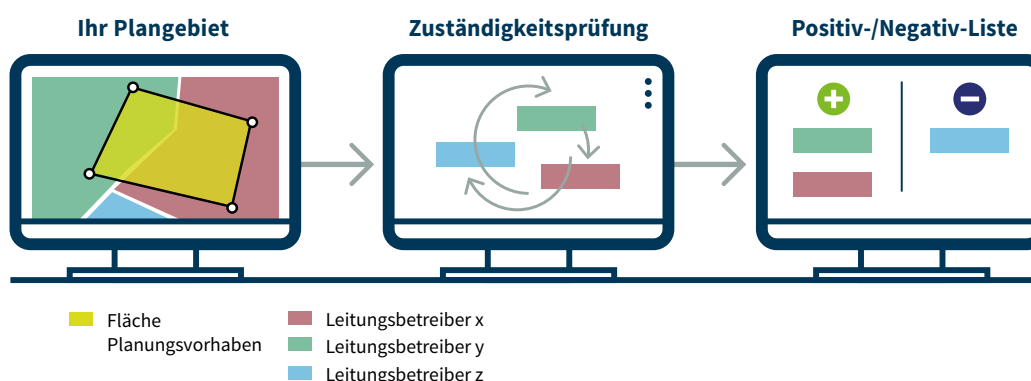 Ihr Plangebiet
Zuständigkeitsprüfung
Positiv-/Negativ-Liste
Fläche
Planungsvorhaben
Leitungsbetreiber x
Leitungsbetreiber y
Leitungsbetreiber z